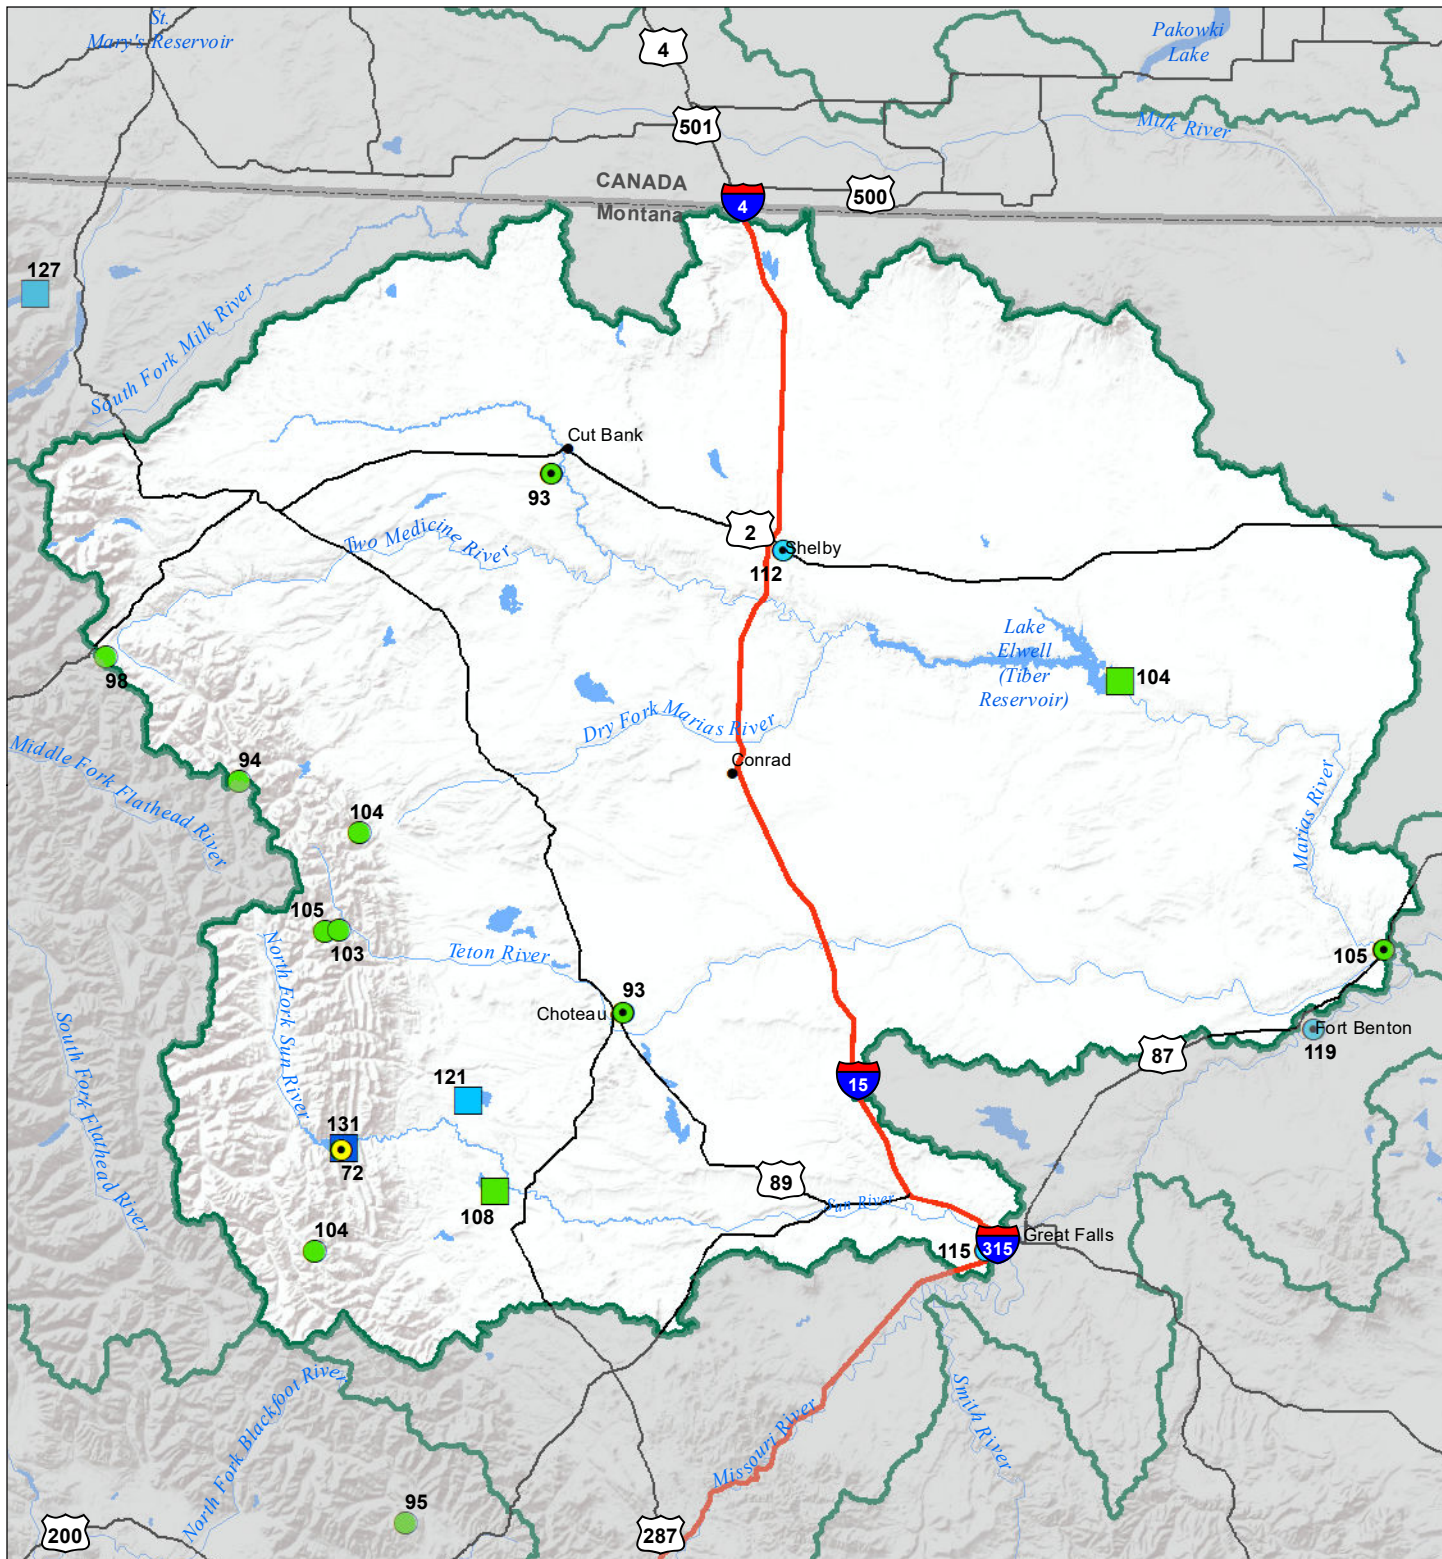 St.
Mary's Reservoir
4
Pakowki
Lake
501
Milk River
CANADA
Montana
4
500
127
South Fork Milk River
Cut Bank
93
2
Shelby
112
Two Medicine River
Lake
Elwell
(Tiber
Reservoir)
104
98
Dry Fork Marias River
Middle Fork Flathead River
94
Conrad
Marias River
104
105
103
North Fork Sun River
Teton River
105
93
Choteau
South Fork Flathead River
Fort Benton
119
87
15
121
131
72
89
108
Sun River
104
115
315
Great Falls
North Fork Blackfoot River
Missouri River
Smith River
95
200
287